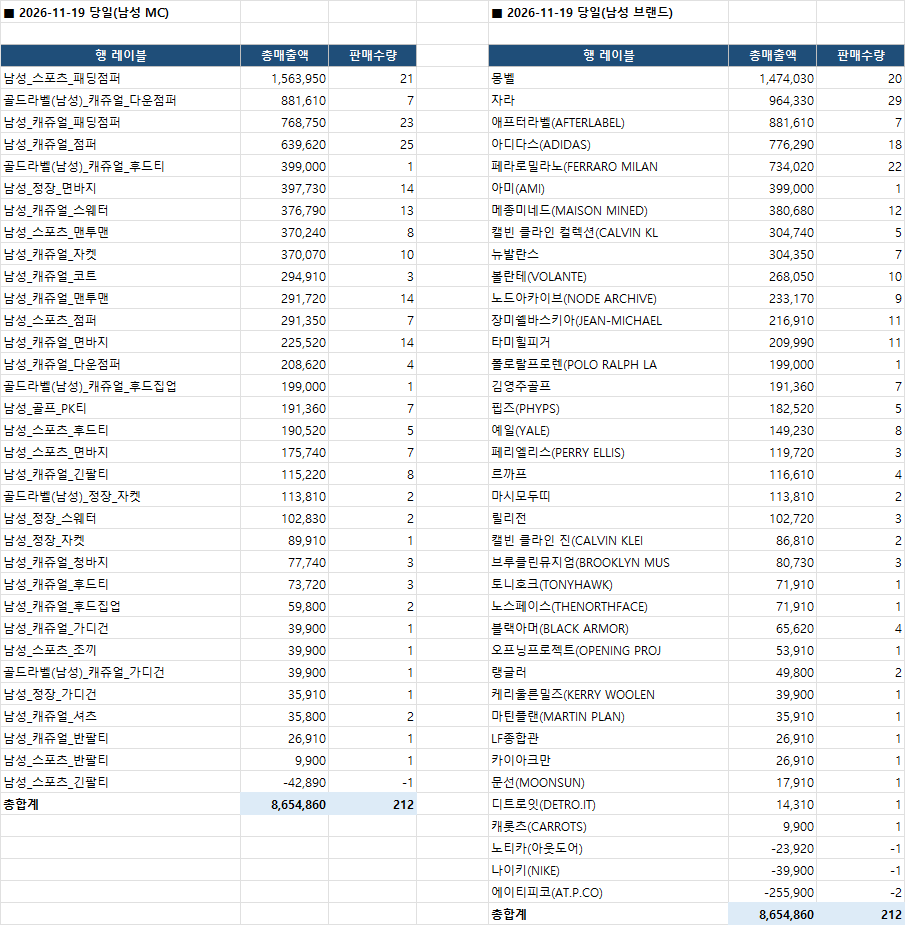 ■ 2026-11-19 당일(남성 MC)
행 레이블 총매출액 판매수량
남성_스포츠_패딩점퍼 1,563,950 21
골드라벨(남성)_캐쥬얼_다운점퍼 881,610 7
남성_캐쥬얼_패딩점퍼 768,750 23
남성_캐쥬얼_점퍼 639,620 25
골드라벨(남성)_캐쥬얼_후드티 399,000 1
남성_정장_면바지 397,730 14
남성_캐쥬얼_스웨터 376,790 13
남성_스포츠_맨투맨 370,240 8
남성_캐쥬얼_자켓 370,070 10
남성_캐쥬얼_코트 294,910 3
남성_캐쥬얼_맨투맨 291,720 14
남성_스포츠_점퍼 291,350 7
남성_캐쥬얼_면바지 225,520 14
남성_캐쥬얼_다운점퍼 208,620 4
골드라벨(남성)_캐쥬얼_후드집업 199,000 1
남성_골프_PK티 191,360 7
남성_스포츠_후드티 190,520 5
남성_스포츠_면바지 175,740 7
남성_캐쥬얼_긴팔티 115,220 8
골드라벨(남성)_정장_자켓 113,810 2
남성_정장_스웨터 102,830 2
남성_정장_자켓 89,910 1
남성_캐쥬얼_청바지 77,740 3
남성_캐쥬얼_후드티 73,720 3
남성_캐쥬얼_후드집업 59,800 2
남성_캐쥬얼_가디건 39,900 1
남성_스포츠_조끼 39,900 1
골드라벨(남성)_캐쥬얼_가디건 39,900 1
남성_정장_가디건 35,910 1
남성_캐쥬얼_셔츠 35,800 2
남성_캐쥬얼_반팔티 26,910 1
남성_스포츠_반팔티 9,900 1
남성_스포츠_긴팔티 -42,890 -1
총합계 8,654,860 212
■ 2026-11-19 당일(남성 브랜드)
행 레이블 총매출액 판매수량
몽벨 1,474,030 20
자라 964,330 29
애프터라벨(AFTERLABEL) 881,610 7
아디다스(ADIDAS) 776,290 18
페라로밀라노(FERRARO MILAN 734,020 22
아미(AMI) 399,000 1
메종미네드(MAISON MINED) 380,680 12
캘빈 클라인 컬렉션(CALVIN KL 304,740 5
뉴발란스 304,350 7
볼란테(VOLANTE) 268,050 10
노드아카이브(NODE ARCHIVE) 233,170 9
장미쉘바스키아(JEAN-MICHAEL 216,910 11
타미힐피거 209,990 11
폴로랄프로렌(POLO RALPH LA 199,000 1
김영주골프 191,360 7
핍즈(PHYPS) 182,520 5
예일(YALE) 149,230 8
페리엘리스(PERRY ELLIS) 119,720 3
르까프 116,610 4
마시모두띠 113,810 2
릴리전 102,720 3
캘빈 클라인 진(CALVIN KLEI 86,810 2
브루클린뮤지엄(BROOKLYN MUS 80,730 3
토니호크(TONYHAWK) 71,910 1
노스페이스(THENORTHFACE) 71,910 1
블랙아머(BLACK ARMOR) 65,620 4
오프닝프로젝트(OPENING PROJ 53,910 1
랭글러 49,800 2
케리울른밀즈(KERRY WOOLEN 39,900 1
마틴플랜(MARTIN PLAN) 35,910 1
LF종합관 26,910 1
카이아크만 26,910 1
문선(MOONSUN) 17,910 1
디트로잇(DETRO.IT) 14,310 1
캐롯츠(CARROTS) 9,900 1
노티카(아웃도어) -23,920 -1
나이키(NIKE) -39,900 -1
에이티피코(AT.P.CO) -255,900 -2
총합계 8,654,860 212